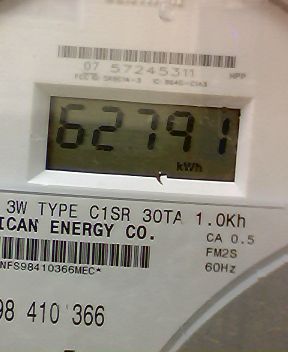 07 57245311 HPP
62791
kWh
3W TYPE C1SR 30TA 1.0Kh
ICAN ENERGY CO. CA 0.5
FM2S
NFS98410366MEC* 60Hz
98 410 366